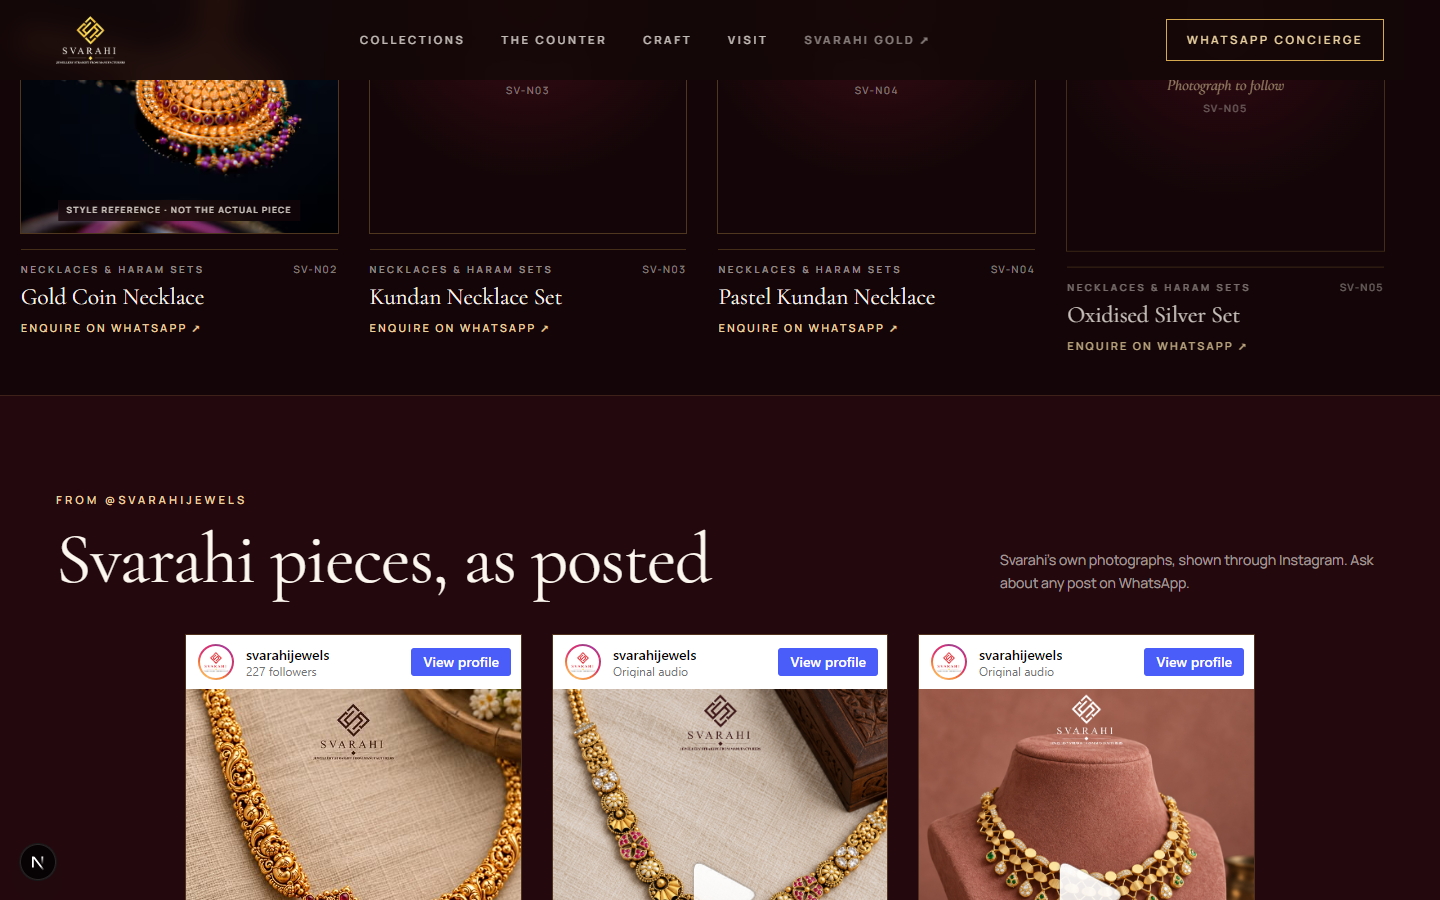 SVARAHI
COLLECTIONS
THE COUNTER
CRAFT
VISIT
SVARAHI GOLD ↗
WHATSAPP CONCIERGE
SV-N03
SV-N04
Photograph to follow
SV-N05
STYLE REFERENCE · NOT THE ACTUAL PIECE
NECKLACES & HARAM SETS SV-N02
Gold Coin Necklace
ENQUIRE ON WHATSAPP ↗
NECKLACES & HARAM SETS SV-N03
Kundan Necklace Set
ENQUIRE ON WHATSAPP ↗
NECKLACES & HARAM SETS SV-N04
Pastel Kundan Necklace
ENQUIRE ON WHATSAPP ↗
NECKLACES & HARAM SETS SV-N05
Oxidised Silver Set
ENQUIRE ON WHATSAPP ↗
FROM @SVARAHIJEWELS
Svarahi pieces, as posted
Svarahi's own photographs, shown through Instagram. Ask
about any post on WhatsApp.
svarahijewels
227 followers
View profile
SVARAHI
svarahijewels
Original audio
View profile
SVARAHI
svarahijewels
Original audio
View profile
SVARAHI
N